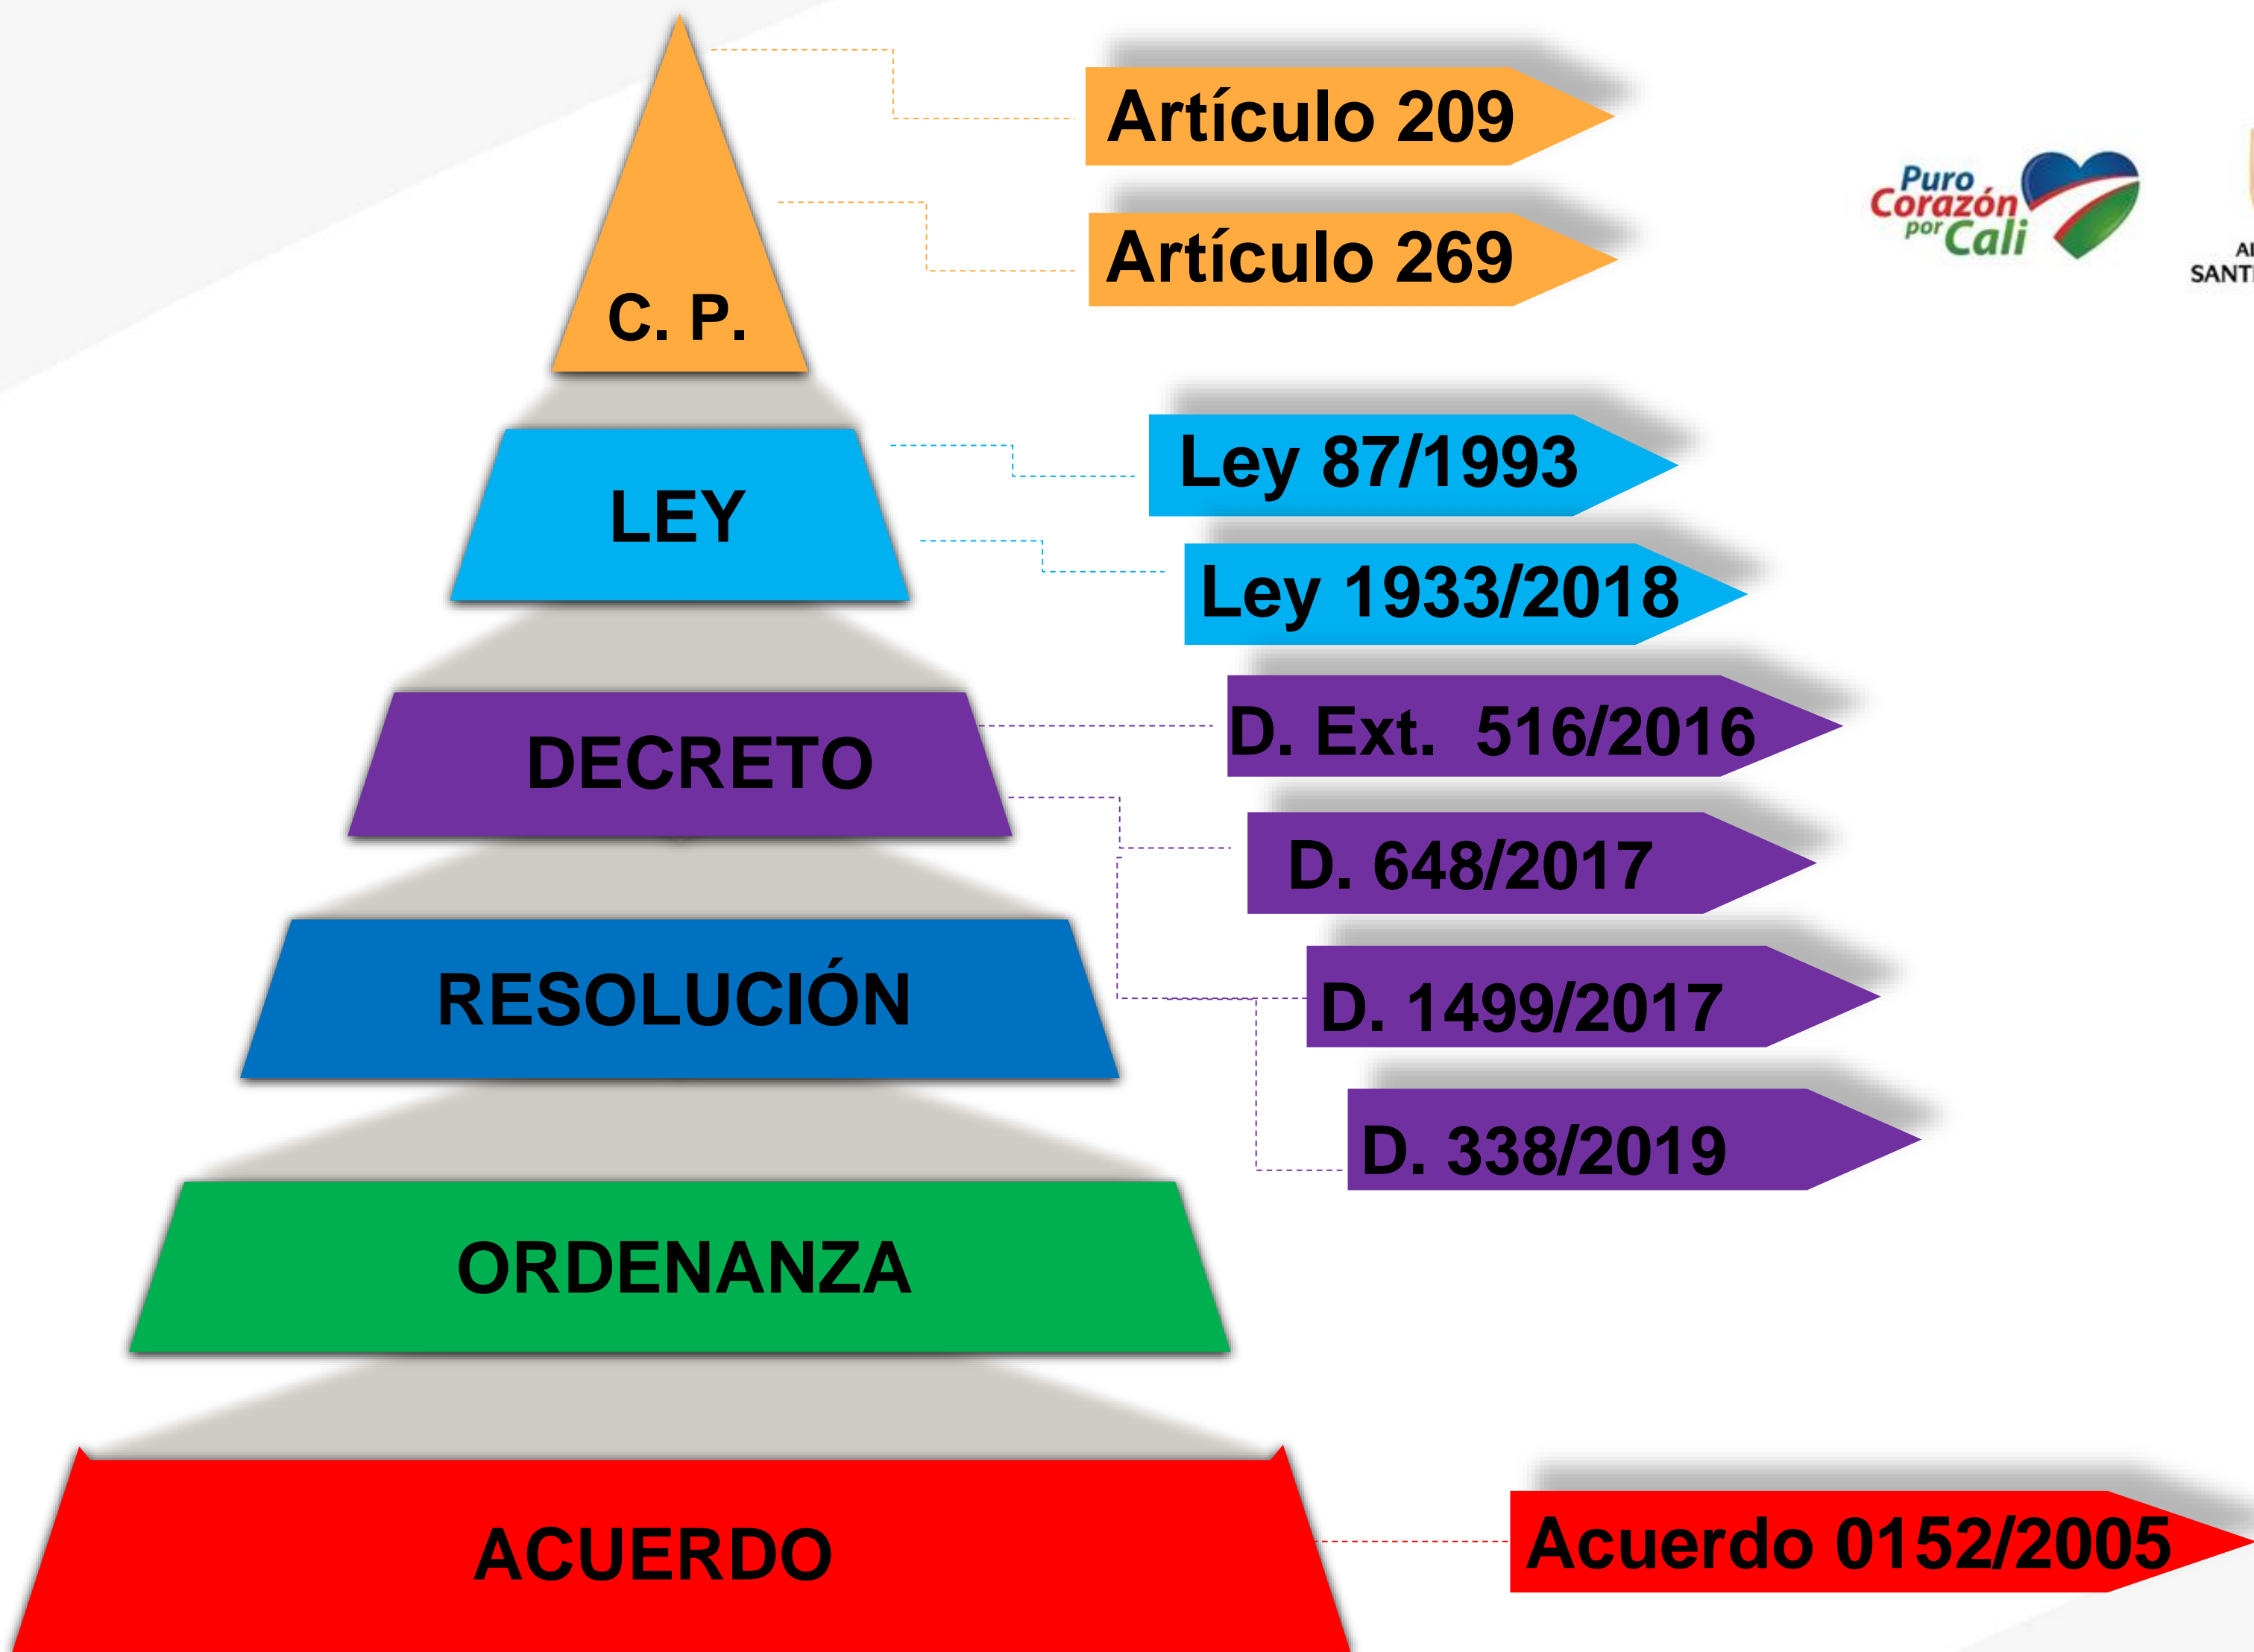 Artículo 209
Artículo 269
Puro
Corazón
por Cali
C. P.
Ley 87/1993
LEY
Ley 1933/2018
D. Ext. 516/2016
DECRETO
D. 648/2017
RESOLUCIÓN
D. 1499/2017
D. 338/2019
ORDENANZA
ACUERDO
Acuerdo 0152/2005